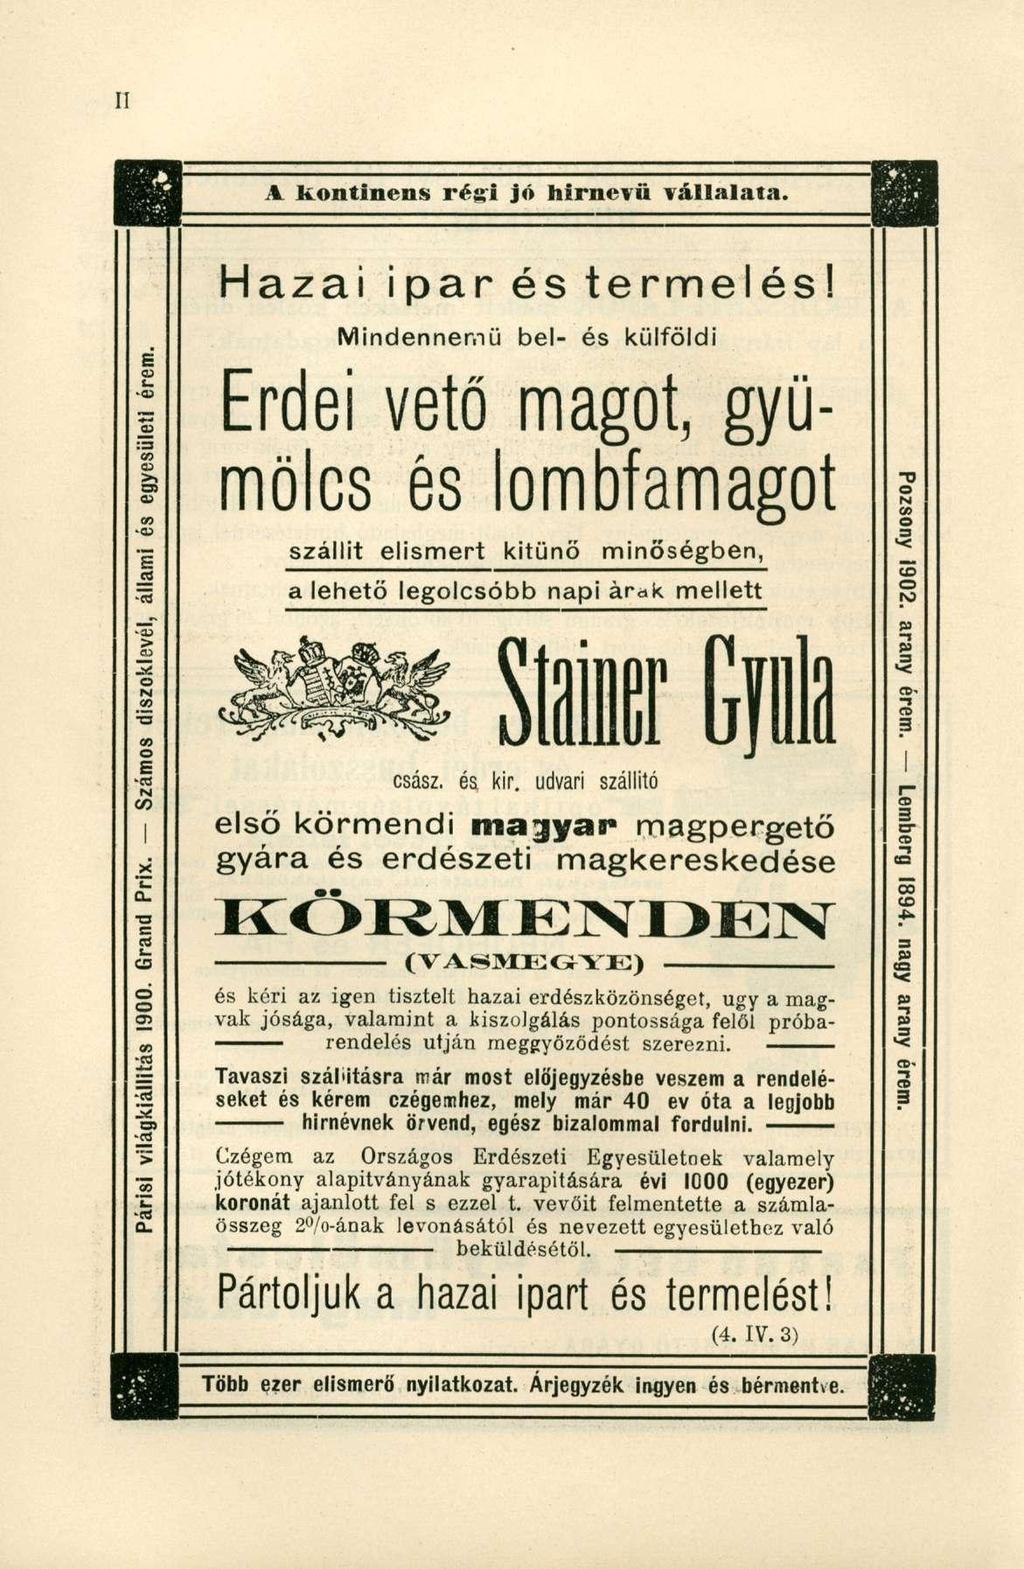 II
A kontinens régi jó hirnevü vállalata.
Párisi világkiállitás 1900. Grand Prix. — Számos diszoklevél, állami és egyesületi érem.
Hazai ipar és termelés!
Mindennemü bel- és külföldi
Erdei vető magot, gyü-
mölcs és lombfamagot
szállit elismert kitünő minőségben,
a lehető legolcsóbb napi árak mellett
Stainer Gyula
csász. és kir. udvari szállitó
első körmendi magyar magpergető
gyára és erdészeti magkereskedése
KÖRMENDEN
(VASMEGYE)
és kéri az igen tisztelt hazai erdészközönséget, ugy a mag-
vak jósága, valamint a kiszolgálás pontossága felől próba-
rendelés utján meggyőződést szerezni.
Tavaszi szállitásra már most előjegyzésbe veszem a rendelé-
seket és kérem czégemhez, mely már 40 ev óta a legjobb
hirnévnek örvend, egész bizalommal fordulni.
Czégem az Országos Erdészeti Egyesületnek valamely
jótékony alapitványának gyarapitására évi 1000 (egyezer)
koronát ajanlott fel s ezzel t. vevőit felmentette a számla-
összeg 2%-ának levonásától és nevezett egyesülethez való
beküldésétől.
Pártoljuk a hazai ipart és termelést!
(4. IV. 3)
Pozsony 1902. arany érem. — Lemberg 1894. nagy arany érem.
Több ezer elismerő nyilatkozat. Árjegyzék ingyen és bérmentve.